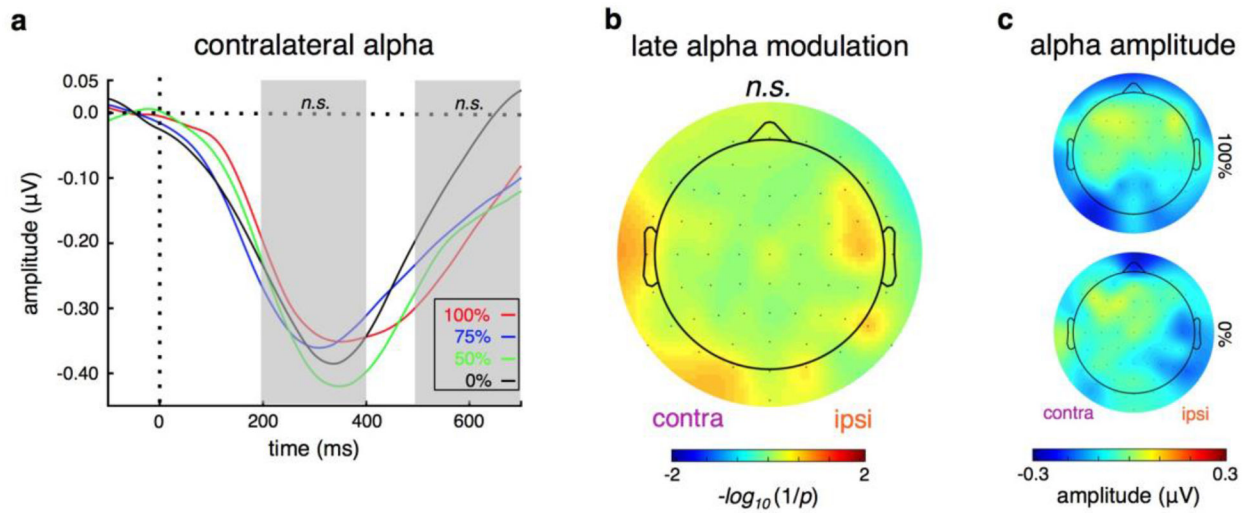 a
contralateral alpha
0.05
0.0
-0.10
-0.20
-0.30
-0.40
amplitude (μV)
n.s.
n.s.
100%
75%
50%
0%
0
200
400
600
time (ms)
b
late alpha modulation
n.s.
contra
ipsi
-2
2
-log10(1/p)
c
alpha amplitude
100%
0%
contra
ipsi
-0.3
0.3
amplitude (μV)